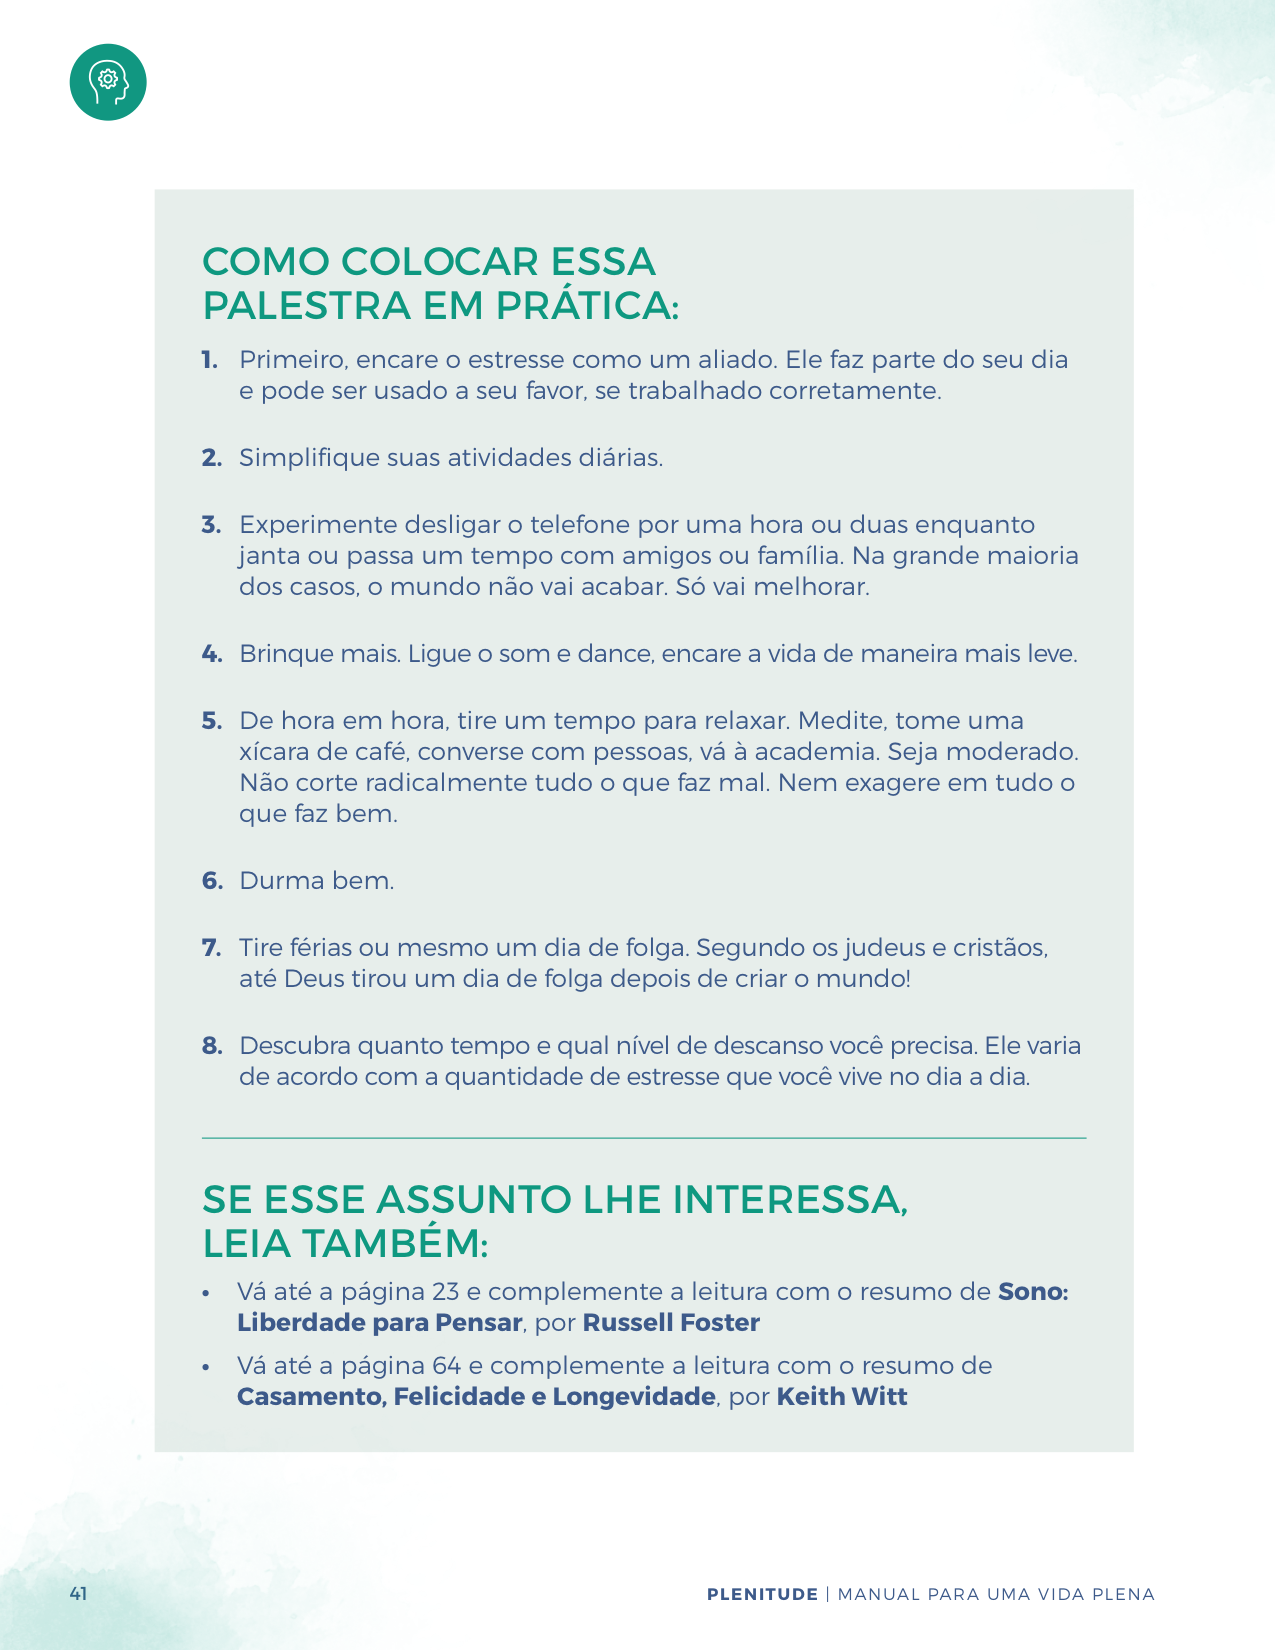 COMO COLOCAR ESSA
PALESTRA EM PRÁTICA:
1. Primeiro, encare o estresse como um aliado. Ele faz parte do seu dia
e pode ser usado a seu favor, se trabalhado corretamente.
2. Simplifique suas atividades diárias.
3. Experimente desligar o telefone por uma hora ou duas enquanto
janta ou passa um tempo com amigos ou família. Na grande maioria
dos casos, o mundo não vai acabar. Só vai melhorar.
4. Brinque mais. Ligue o som e dance, encare a vida de maneira mais leve.
5. De hora em hora, tire um tempo para relaxar. Medite, tome uma
xícara de café, converse com pessoas, vá à academia. Seja moderado.
Não corte radicalmente tudo o que faz mal. Nem exagere em tudo o
que faz bem.
6. Durma bem.
7. Tire férias ou mesmo um dia de folga. Segundo os judeus e cristãos,
até Deus tirou um dia de folga depois de criar o mundo!
8. Descubra quanto tempo e qual nível de descanso você precisa. Ele varia
de acordo com a quantidade de estresse que você vive no dia a dia.
SE ESSE ASSUNTO LHE INTERESSA,
LEIA TAMBÉM:
• Vá até a página 23 e complemente a leitura com o resumo de Sono:
Liberdade para Pensar, por Russell Foster
• Vá até a página 64 e complemente a leitura com o resumo de
Casamento, Felicidade e Longevidade, por Keith Witt
41
PLENITUDE | MANUAL PARA UMA VIDA PLENA